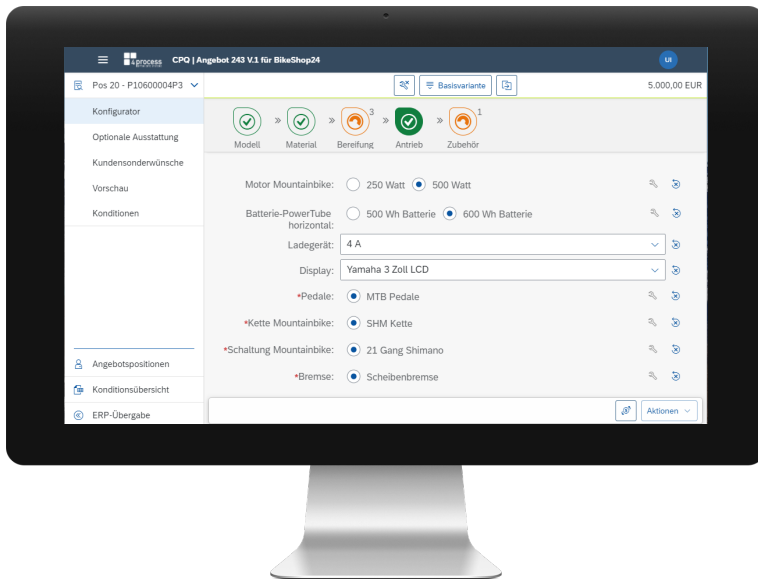 4process CPQ | Angebot 243 V.1 für BikeShop24 UI
Pos 20 - P10600004P3 Basisvariante 5.000,00 EUR
Konfigurator
Optionale Ausstattung
Kundensonderwünsche
Vorschau
Konditionen
3 1
Modell Material Bereifung Antrieb Zubehör
Motor Mountainbike: 250 Watt 500 Watt
Batterie-PowerTube 500 Wh Batterie 600 Wh Batterie
horizontal:
Ladegerät: 4 A
Display: Yamaha 3 Zoll LCD
*Pedale: MTB Pedale
*Kette Mountainbike: SHM Kette
*Schaltung Mountainbike: 21 Gang Shimano
*Bremse: Scheibenbremse
Angebotspositionen
Konditionsübersicht
ERP-Übergabe
Aktionen